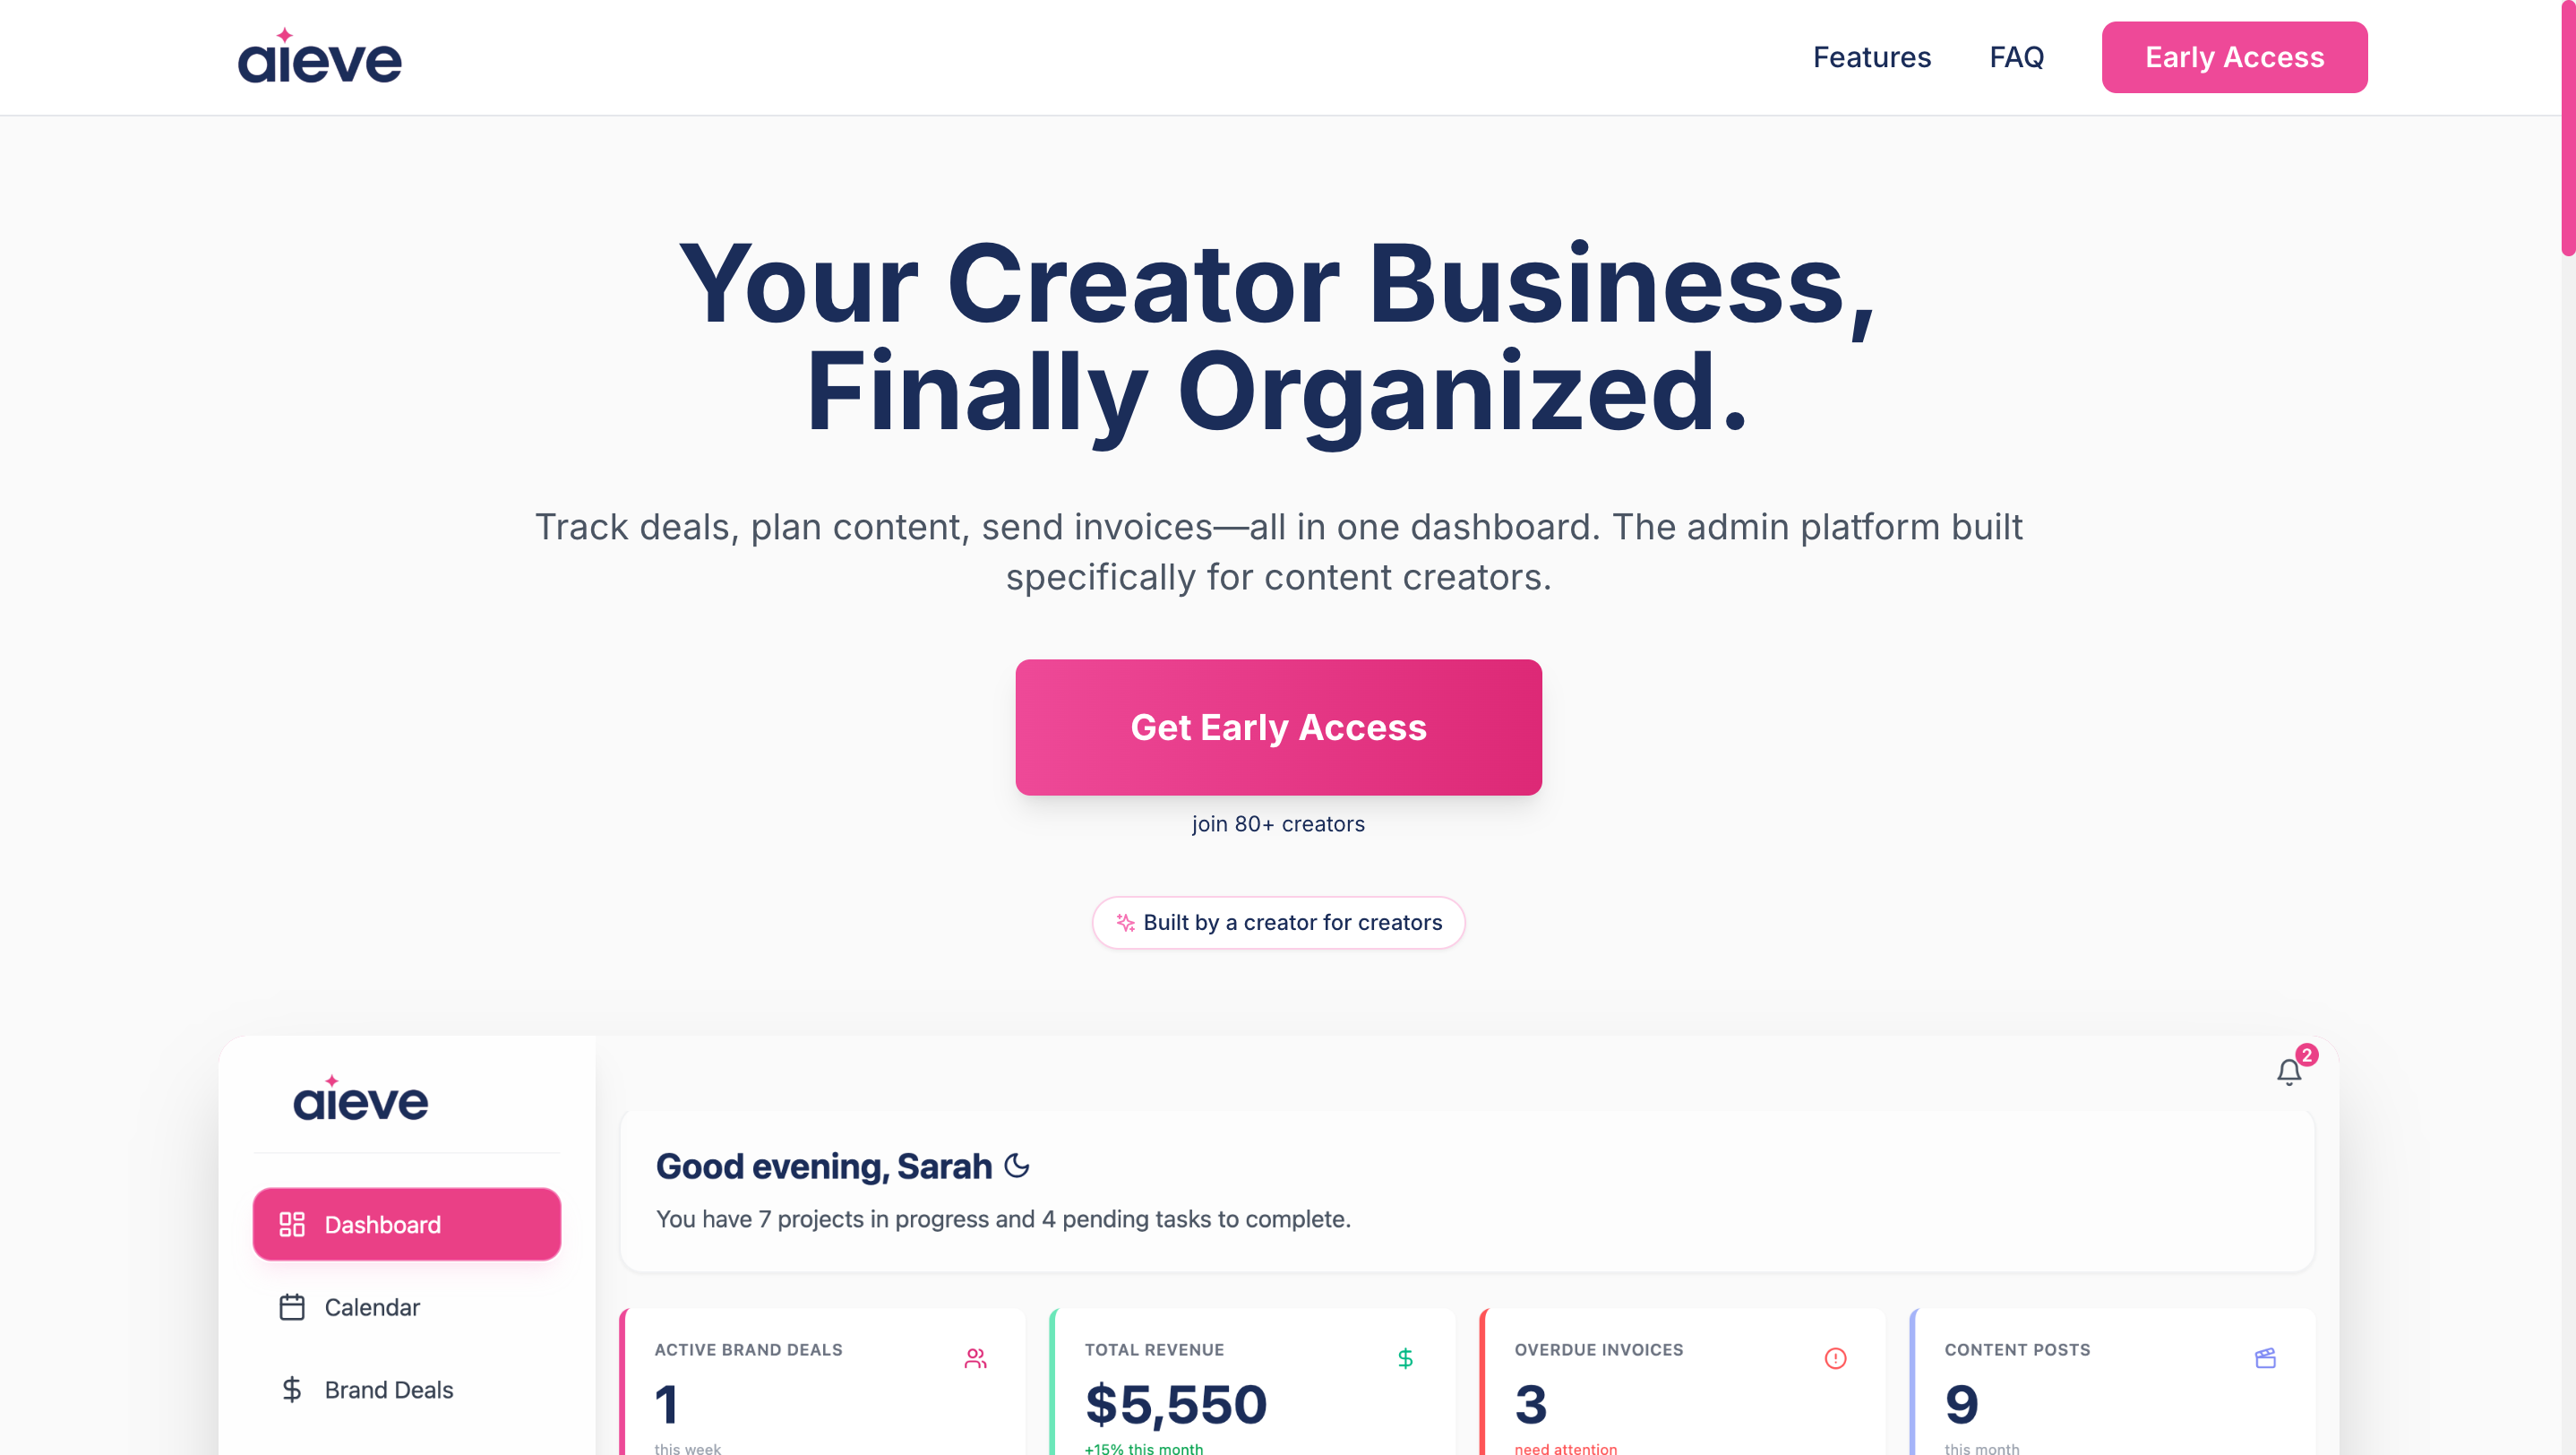 aieve
Features
FAQ
Early Access
Your Creator Business,
Finally Organized.
Track deals, plan content, send invoices—all in one dashboard. The admin platform built
specifically for content creators.
Get Early Access
join 80+ creators
Built by a creator for creators
aieve
2
Good evening, Sarah
You have 7 projects in progress and 4 pending tasks to complete.
Dashboard
Calendar
Brand Deals
ACTIVE BRAND DEALS
1
this week
TOTAL REVENUE
$5,550
+15% this month
OVERDUE INVOICES
3
need attention
CONTENT POSTS
9
this month